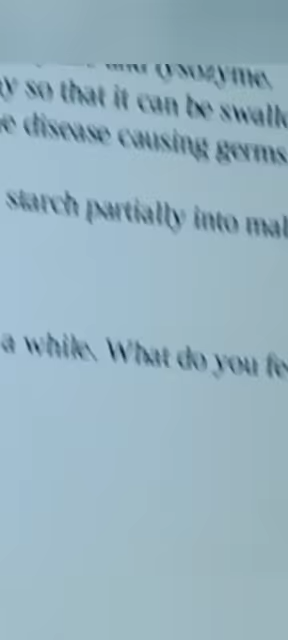 and lysozyme.
y so that it can be swall
e disease causing germs
starch partially into mal
a while. What do you fe